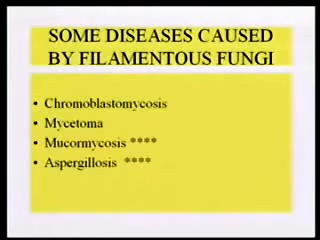 SOME DISEASES CAUSED
BY FILAMENTOUS FUNGI
• Chromoblastomycosis
• Mycetoma
• Mucormycosis ****
• Aspergillosis ****